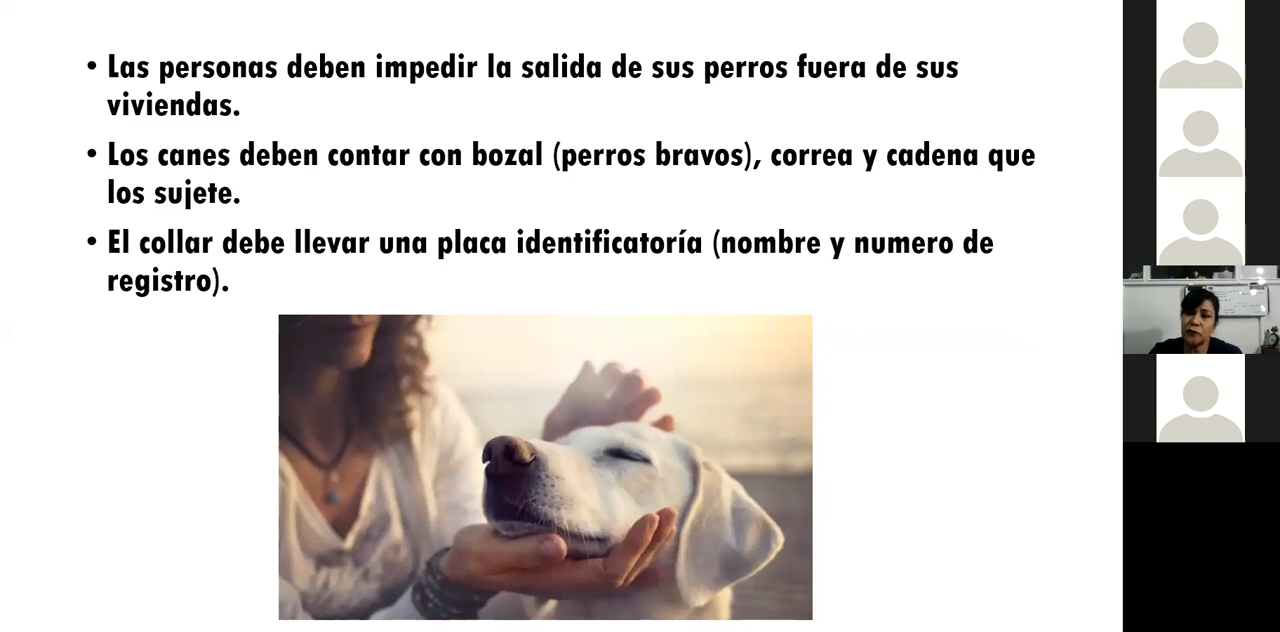 • Las personas deben impedir la salida de sus perros fuera de sus
viviendas.
• Los canes deben contar con bozal (perros bravos), correa y cadena que
los sujete.
• El collar debe llevar una placa identificatoría (nombre y numero de
registro).